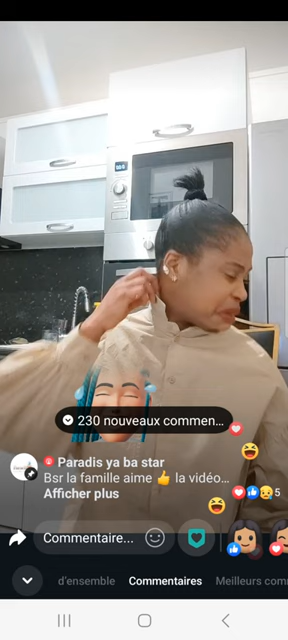 230 nouveaux commen...
Paradis ya ba star
Bsr la famille aime 👍 la vidéo...
Afficher plus
5
Commentaire...
d'ensemble Commentaires Meilleurs com